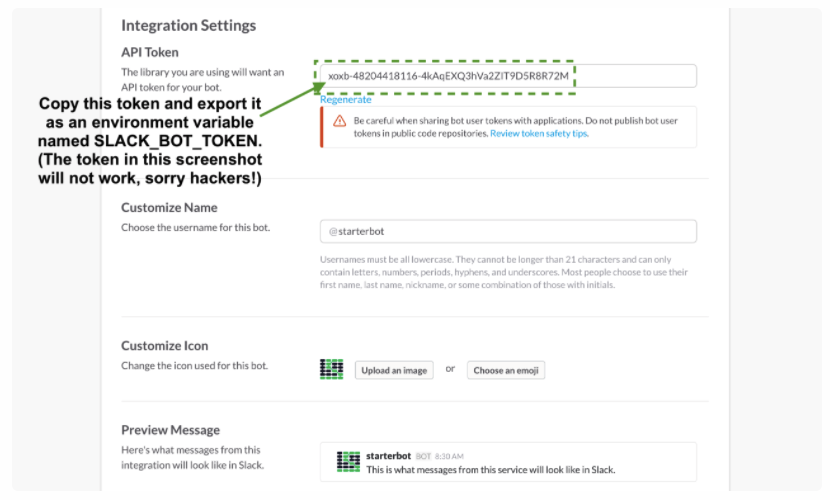 Integration Settings
API Token
The library you are using will want an
API token for your bot.
xoxb-48204418116-4kAqEXQ3hVa2ZIT9D5R8R72M
Regenerate
Be careful when sharing bot user tokens with applications. Do not publish bot user
tokens in public code repositories. Review token safety tips.
Copy this token and export it
as an environment variable
named SLACK_BOT_TOKEN.
(The token in this screenshot
will not work, sorry hackers!)
Customize Name
Choose the username for this bot.
@starterbot
Usernames must be all lowercase. They cannot be longer than 21 characters and can only
contain letters, numbers, periods, hyphens, and underscores. Most people choose to use their
first name, last name, nickname, or some combination of those with initials.
Customize Icon
Change the icon used for this bot.
Upload an image or Choose an emoji
Preview Message
Here's what messages from this
integration will look like in Slack.
starterbot BOT 8:30 AM
This is what messages from this service will look like in Slack.